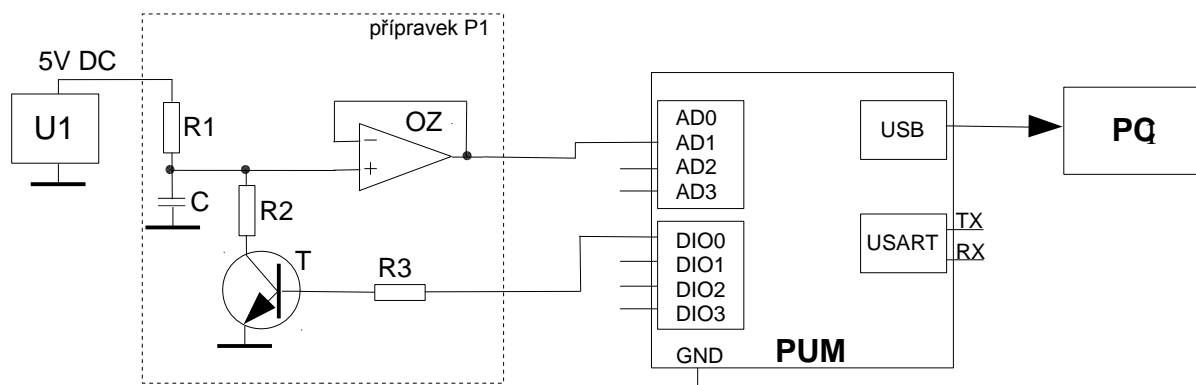 přípravek P1
5V DC
U1
R1
OZ
−
+
C
R2
T
R3
AD0
AD1
AD2
AD3
DIO0
DIO1
DIO2
DIO3
GND
PUM
USB
USART
TX
RX